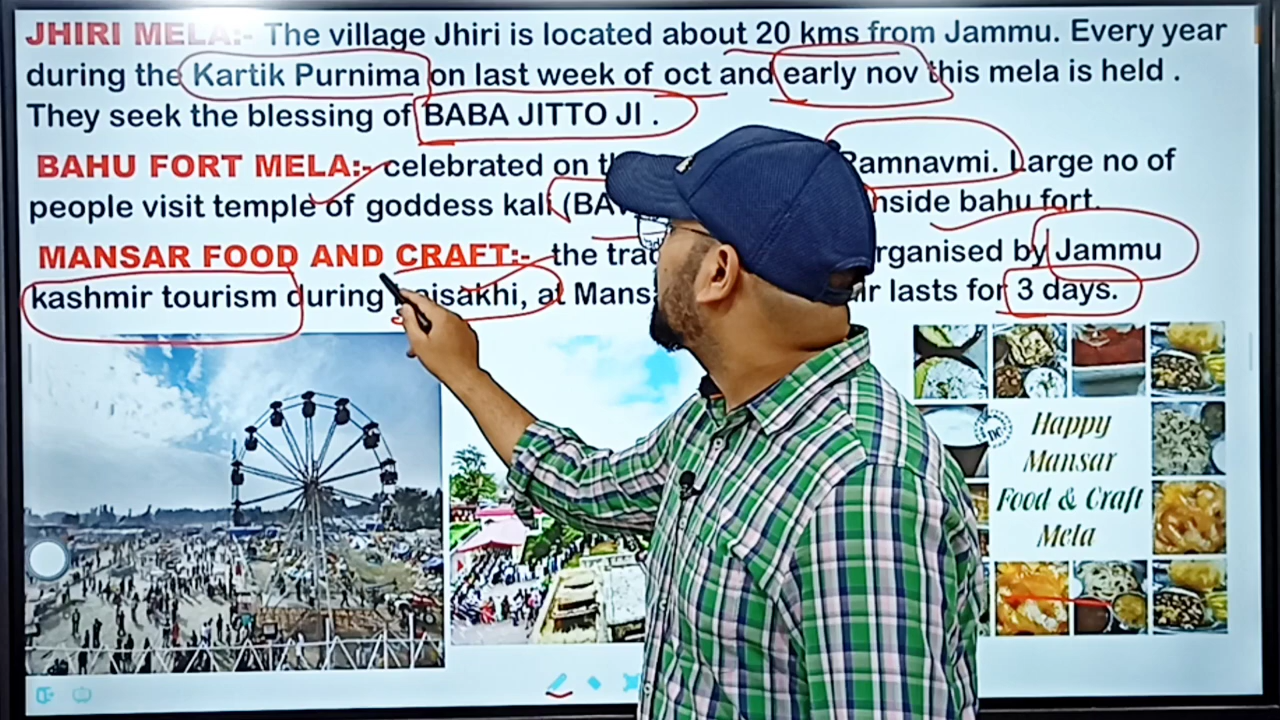 JHIRI MELA:- The village Jhiri is located about 20 kms from Jammu. Every year
during the Kartik Purnima on last week of oct and early nov this mela is held .
They seek the blessing of BABA JITTO JI .
BAHU FORT MELA:- celebrated on Ramnavmi. Large no of
people visit temple of goddess kali inside bahu fort.
MANSAR FOOD AND CRAFT:- the organised by Jammu
kashmir tourism during baisakhi, at lasts for 3 days.
Happy
Mansar
Food & Craft
Mela